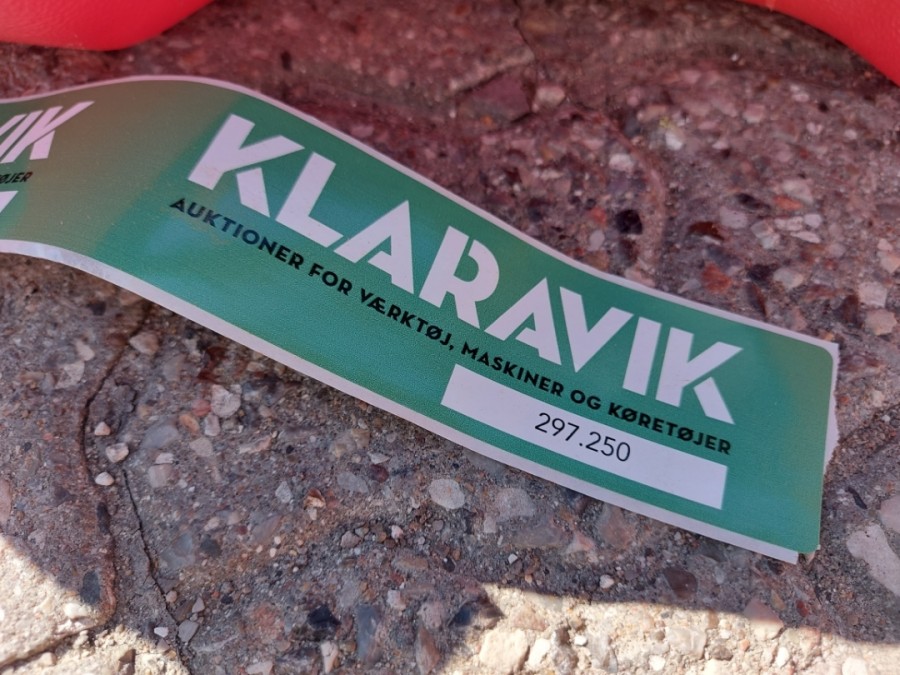 KLARAVIK
AUKTIONER FOR VÆRKTØJ, MASKINER OG KØRETØJER
297.250